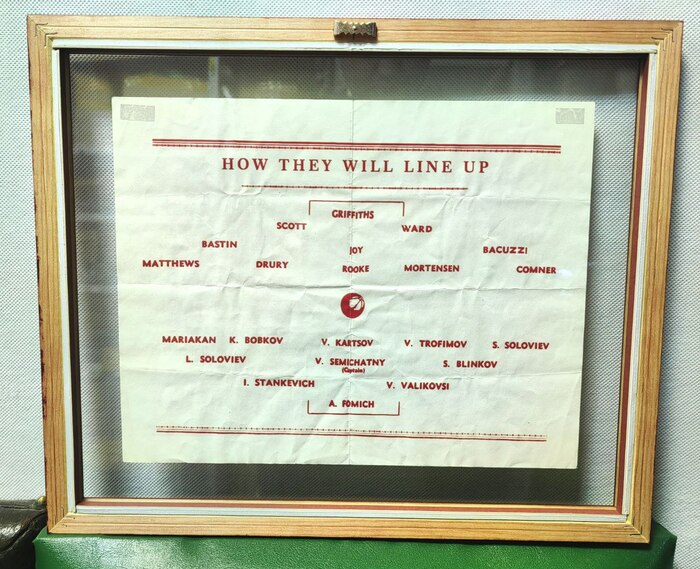 HOW THEY WILL LINE UP
GRIFFITHS
SCOTT WARD
BASTIN JOY BACUZZI
MATTHEWS DRURY ROOKE MORTENSEN COMNER
MARIAKAN K. BOBKOV V. KARTSOV V. TROFIMOV S. SOLOVIEV
L. SOLOVIEV V. SEMICHATNY S. BLINKOV
(Captain)
I. STANKEVICH V. VALIKOVSI
A. FOMICH